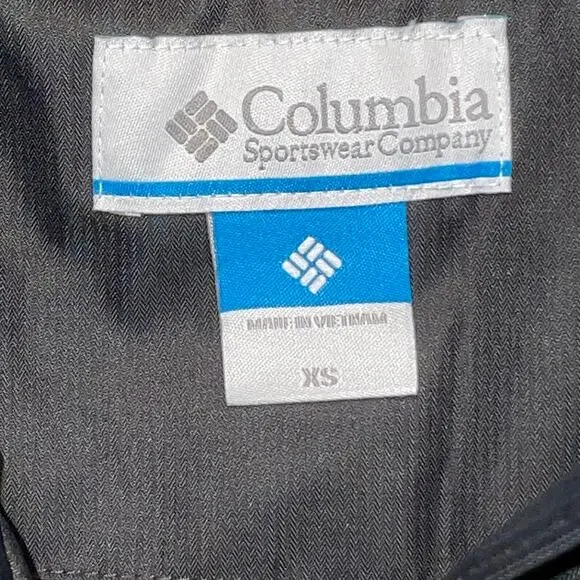 Columbia
Sportswear Company
MADE IN VIETNAM
XS